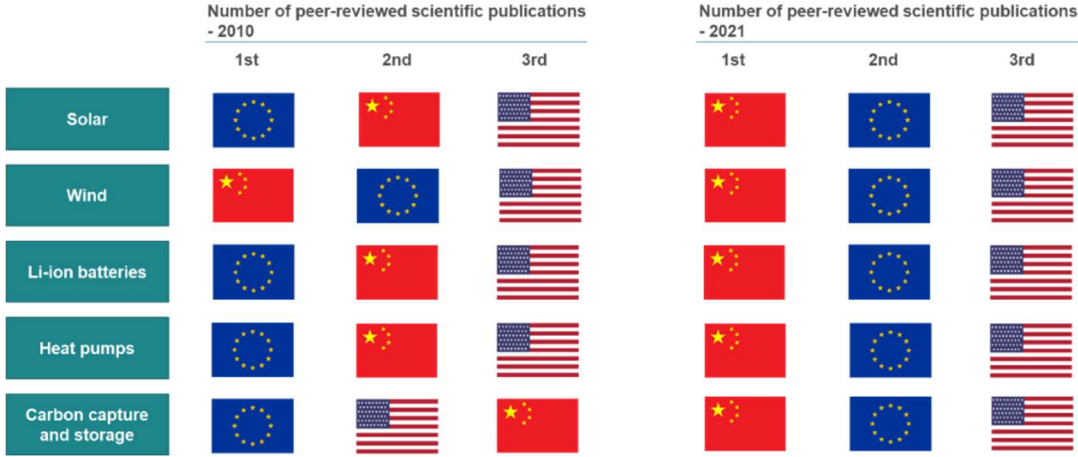 Number of peer-reviewed scientific publications
- 2010
1st 2nd 3rd
Number of peer-reviewed scientific publications
- 2021
1st 2nd 3rd
Solar
Wind
Li-ion batteries
Heat pumps
Carbon capture
and storage